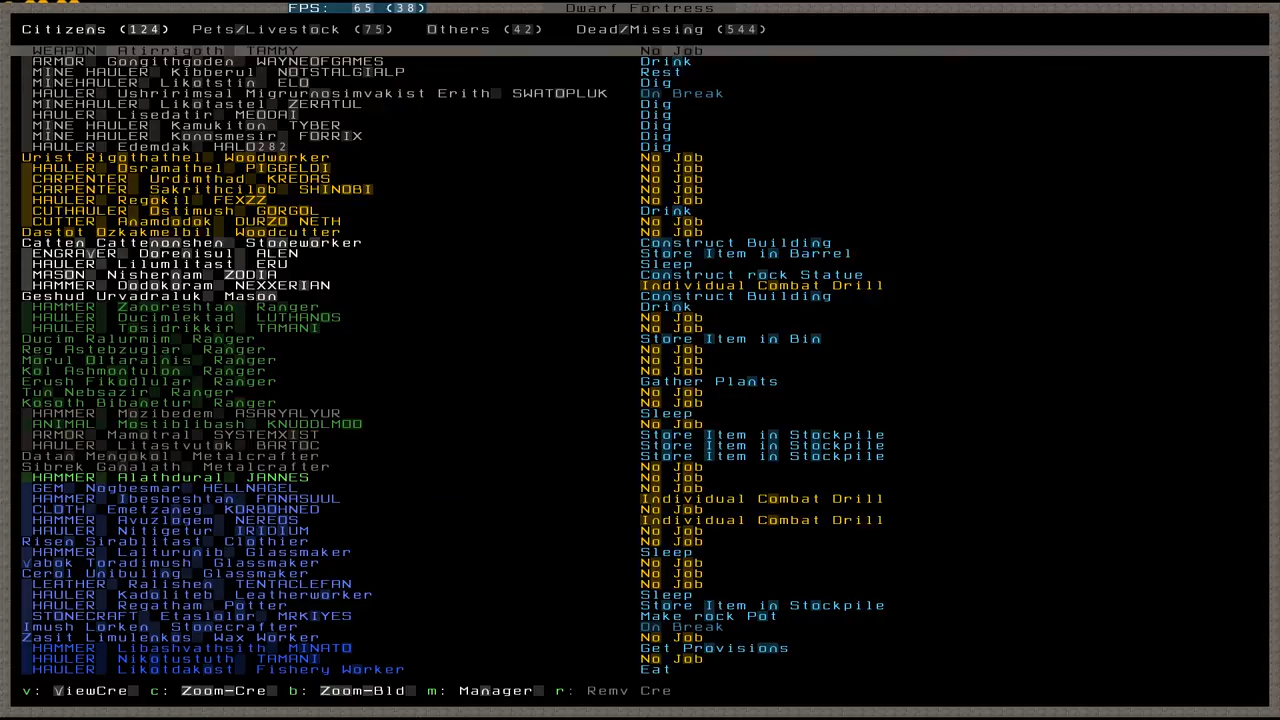 FPS: 65 (38) Dwarf Fortress
Citizens (124) Pets/Livestock (75) Others (42) Dead/Missing (544)
WEAPON Atirrigoth TAMMY No Job
ARMOR Gongithgoden WAYNEOFGAMES Drink
MINE HAULER Kibberul NOTSTALGIALP Rest
MINEHAULER Likotstin ELO Dig
HAULER Ushririmsal Migrurnosimvakist Erith SWATOPLUK On Break
MINEHAULER Likotastel ZERATUL Dig
HAULER Lisedatir MEODAI Dig
MINE HAULER Kamukiton TYBER Dig
MINE HAULER Konosmesir FORRIX Dig
HAULER Edemdak HALO282 Dig
Urist Rigothathel Woodworker No Job
HAULER Osramathel PIGGELDI No Job
CARPENTER Urdimthad KREDAS No Job
CARPENTER Sakrithcilob SHINOBI No Job
HAULER Regokil FEXZZ No Job
CUTHAULER Ostimush GORGOL Drink
CUTTER Anamdodok DURZO NETH No Job
Dastot Ozkakmelbil Woodcutter No Job
Catten Cattenonshen Stoneworker Construct Building
ENGRAVER Dorenisul ALEN Store Item in Barrel
HAULER Lilumlitast ERU Sleep
MASON Nishernam ZODIA Construct rock Statue
HAMMER Dodokoram NEXXERIAN Individual Combat Drill
Geshud Urvadraluk Mason Construct Building
HAMMER Zanoreshtan Ranger Drink
HAULER Ducimlektad LUTHANOS No Job
HAULER Tosidrikkir TAMANI No Job
Ducim Ralurmim Ranger Store Item in Bin
Reg Astebzuglar Ranger No Job
Morul Oltaralnis Ranger No Job
Kol Ashmontulon Ranger No Job
Erush Fikodlular Ranger Gather Plants
Tun Nebsazir Ranger No Job
Kosoth Bibanetur Ranger No Job
HAMMER Mozibedem ASARYALYUR Sleep
ANIMAL Mostiblibash KNUDDLMOD No Job
ARMOR Mamotral SYSTEMXIST Store Item in Stockpile
HAULER Litastvutok BARTOC Store Item in Stockpile
Datan Mengokol Metalcrafter Store Item in Stockpile
Sibrek Ganalath Metalcrafter No Job
HAMMER Alathdural JANNES No Job
GEM Nogbesmar HELLNAGEL No Job
HAMMER Ibesheshtan FANASUUL Individual Combat Drill
CLOTH Emetzaneg KORBOHNED No Job
HAMMER Avuzlogem NEREOS Individual Combat Drill
HAULER Nitigetur IRIDIUM No Job
Risen Sirablitast Clothier No Job
HAMMER Lalturunib Glassmaker Sleep
Vabok Toradimush Glassmaker No Job
Cerol Unibuling Glassmaker No Job
LEATHER Ralishen TENTACLEFAN No Job
HAULER Kadoliteb Leatherworker Sleep
HAULER Regatham Potter Store Item in Stockpile
STONECRAFT Etaslolor MRKIYES Make rock Pot
Imush Lorken Stonecrafter On Break
Zasit Limulenkos Wax Worker No Job
HAMMER Libashvathsith MINATO Get Provisions
HAULER Nikotustuth TAMANI No Job
HAULER Likotdakost Fishery Worker Eat
v: ViewCre c: Zoom-Cre b: Zoom-Bld m: Manager r: Remv Cre